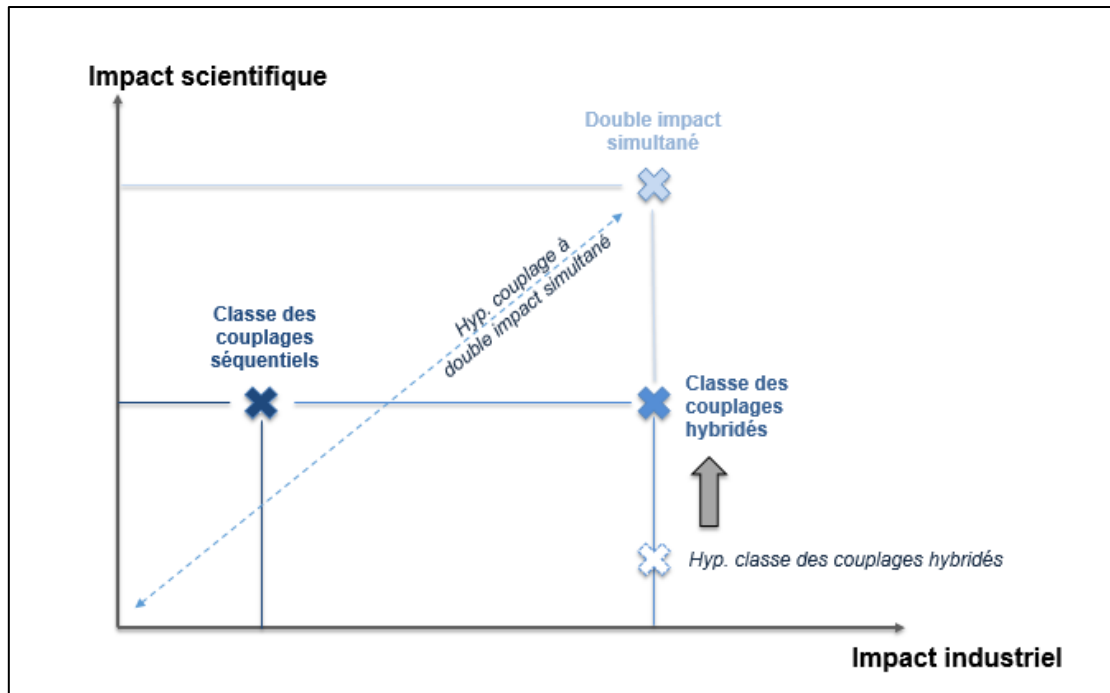 Impact scientifique
Double impact
simultané
Hyp. couplage à
double impact simultané
Classe des
couplages
séquentiels
Classe des
couplages
hybridés
Hyp. classe des couplages hybridés
Impact industriel